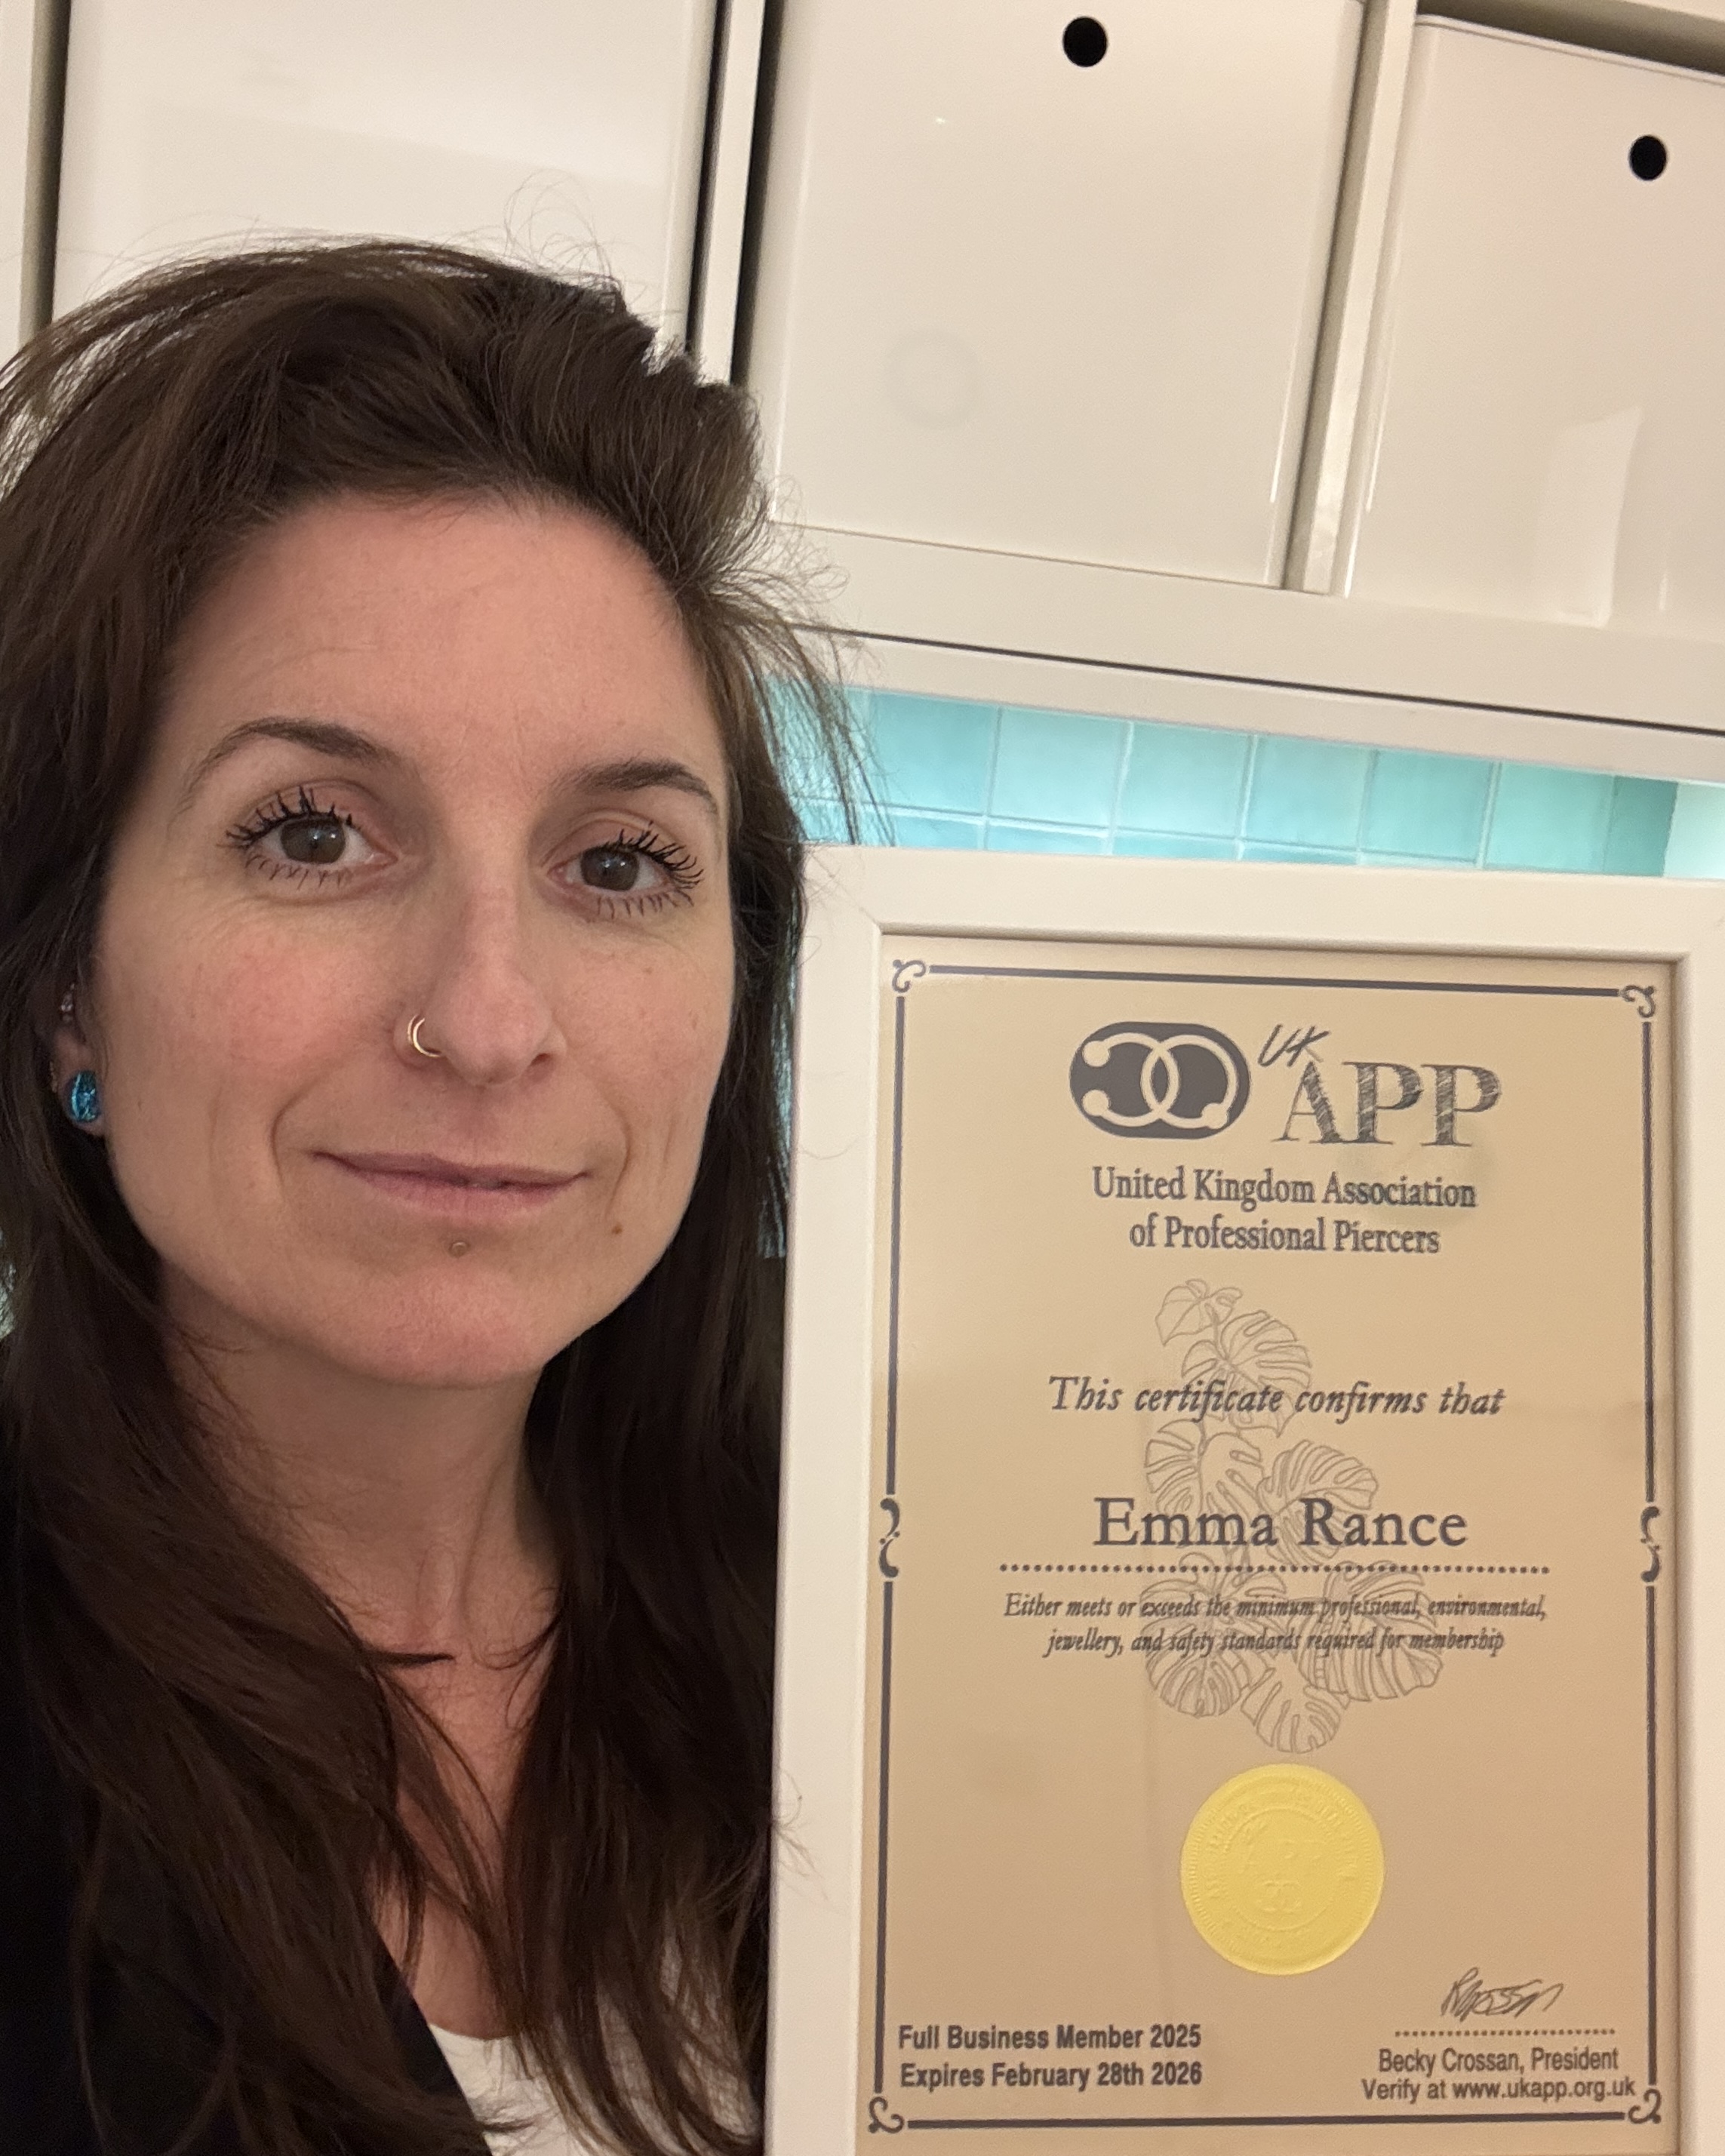 UK
APP
United Kingdom Association
of Professional Piercers
This certificate confirms that
Emma Rance
Either meets or exceeds the minimum professional, environmental,
jewellery, and safety standards required for membership
Full Business Member 2025
Expires February 28th 2026
Becky Crossan, President
Verify at www.ukapp.org.uk